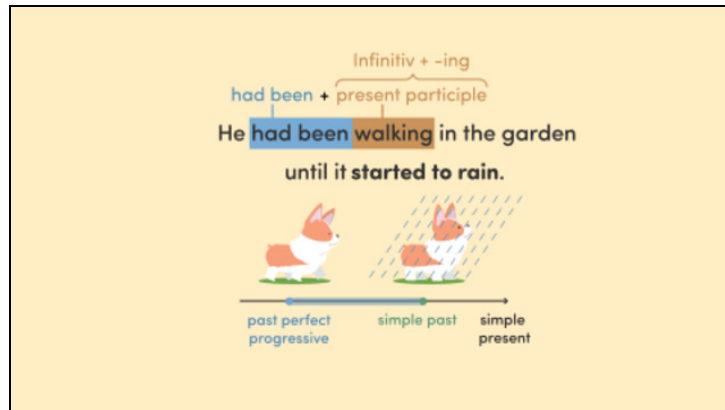 Infinitiv + -ing
had been + present participle
He had been walking in the garden
until it started to rain.
past perfect simple past simple
progressive present